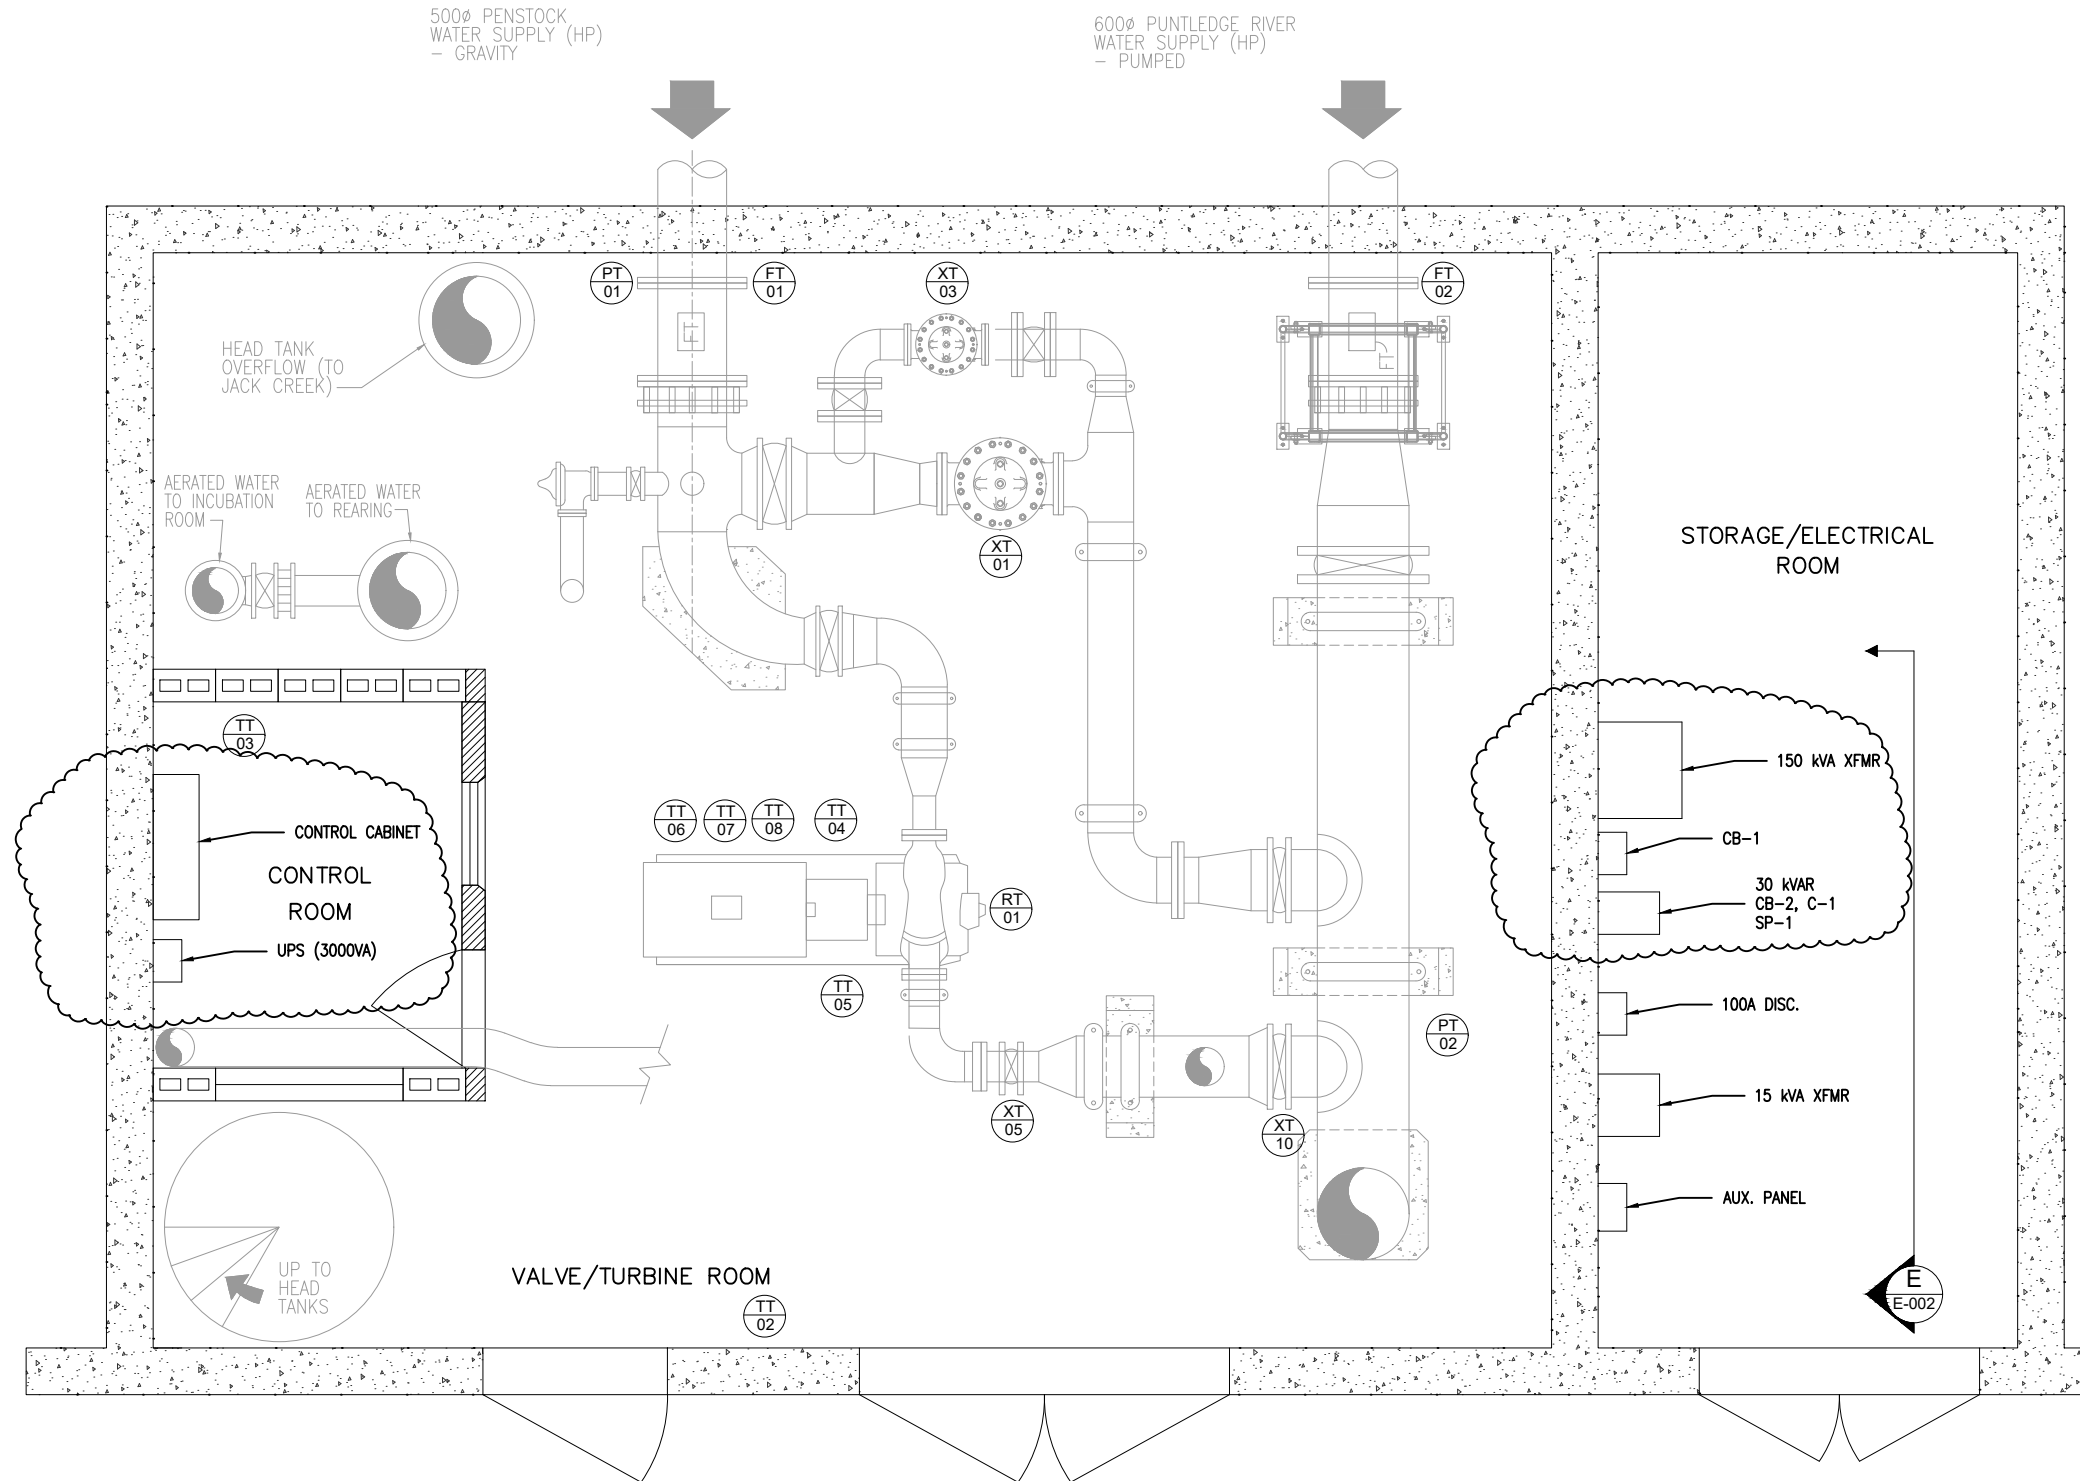 500ø PENSTOCK
WATER SUPPLY (HP)
– GRAVITY
600ø PUNTLEDGE RIVER
WATER SUPPLY (HP)
– PUMPED
PT
01
FT
01
XT
03
FT
02
FT
FT
HEAD TANK
OVERFLOW (TO
JACK CREEK)
AERATED WATER
TO INCUBATION
ROOM
AERATED WATER
TO REARING
XT
01
STORAGE/ELECTRICAL
ROOM
TT
03
150 kVA XFMR
CONTROL CABINET
CONTROL
ROOM
UPS (3000VA)
TT
06
TT
07
TT
08
TT
04
CB–1
30 kVAR
CB–2, C–1
SP–1
RT
01
TT
05
100A DISC.
PT
02
XT
05
XT
10
15 kVA XFMR
AUX. PANEL
UP TO
HEAD
TANKS
VALVE/TURBINE ROOM
TT
02
E
E-002